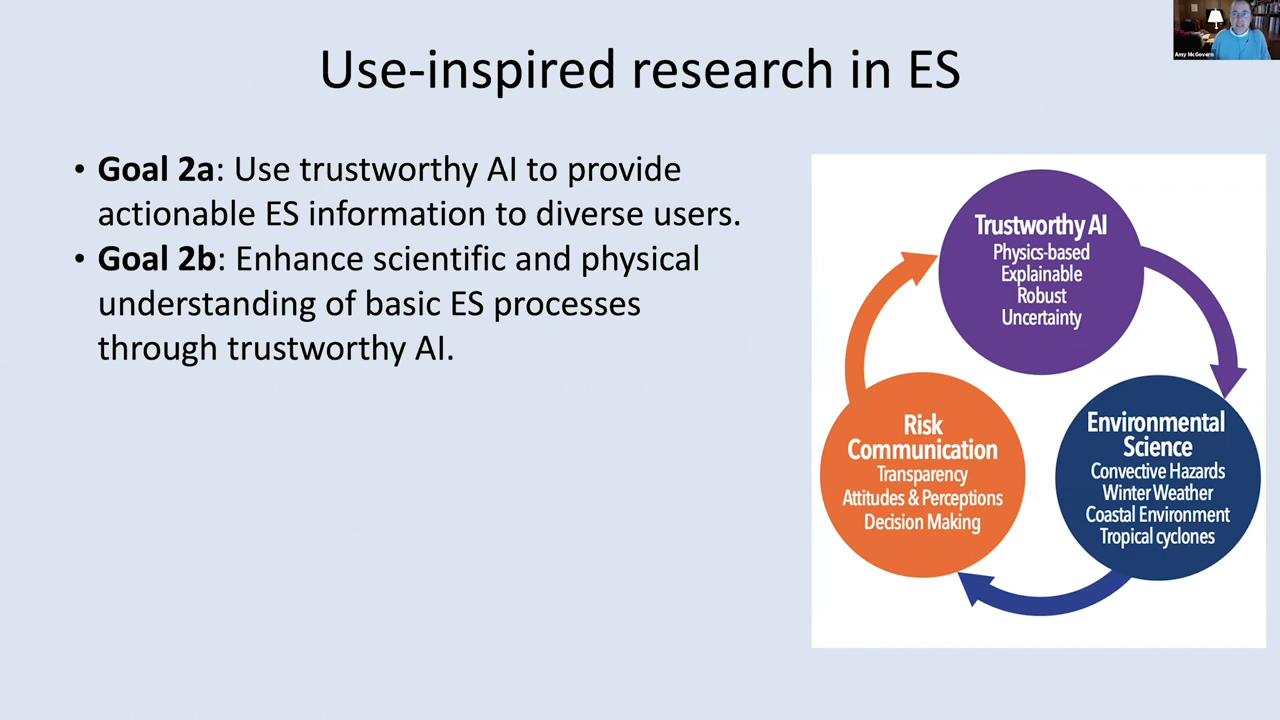 Use-inspired research in ES
Amy McGovern
• Goal 2a: Use trustworthy AI to provide
actionable ES information to diverse users.
• Goal 2b: Enhance scientific and physical
understanding of basic ES processes
through trustworthy AI.
Trustworthy AI
Physics-based
Explainable
Robust
Uncertainty
Risk
Communication
Transparency
Attitudes & Perceptions
Decision Making
Environmental
Science
Convective Hazards
Winter Weather
Coastal Environment
Tropical cyclones